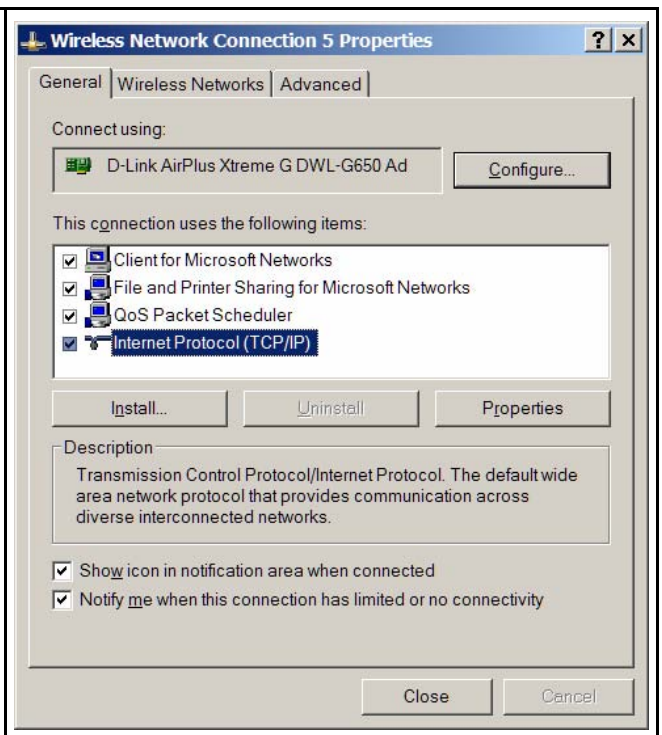 Wireless Network Connection 5 Properties
General Wireless Networks Advanced
Connect using:
D-Link AirPlus Xtreme G DWL-G650 Ad Configure...
This connection uses the following items:
Client for Microsoft Networks
File and Printer Sharing for Microsoft Networks
QoS Packet Scheduler
Internet Protocol (TCP/IP)
Install... Uninstall Properties
Description
Transmission Control Protocol/Internet Protocol. The default wide
area network protocol that provides communication across
diverse interconnected networks.
Show icon in notification area when connected
Notify me when this connection has limited or no connectivity
Close Cancel